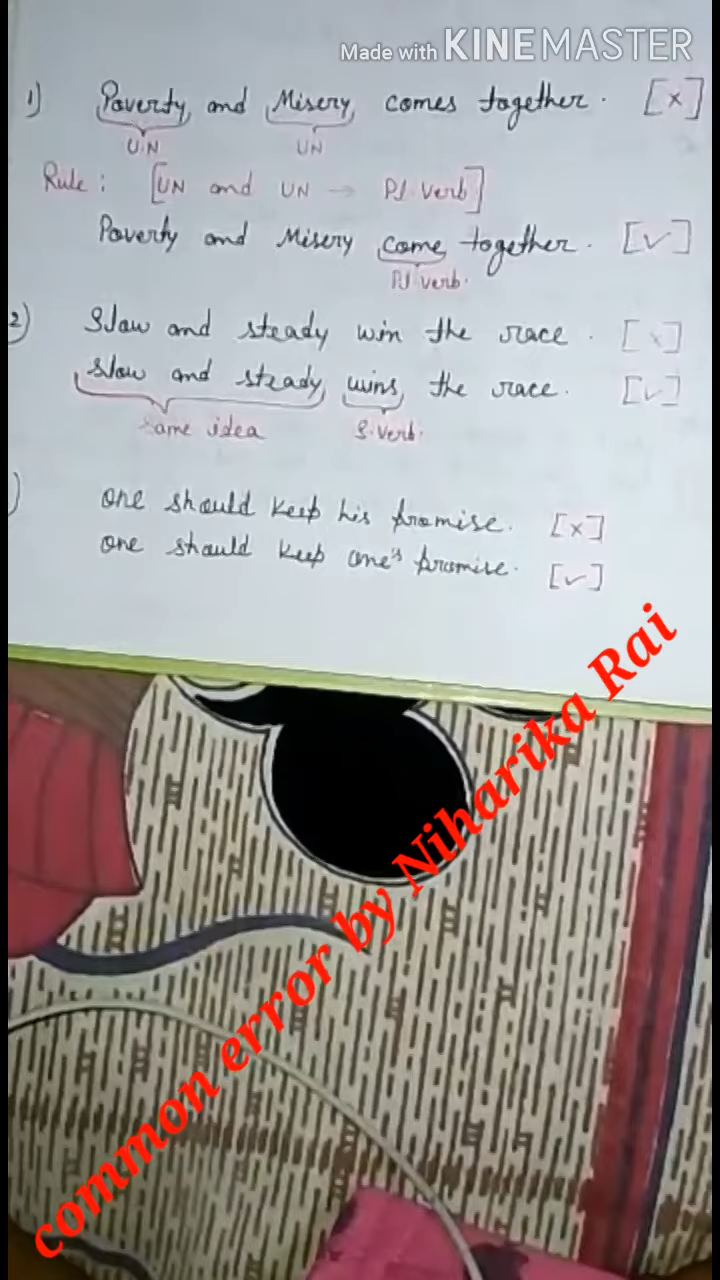 Made with KINEMASTER
1) Poverty and Misery comes together. [×]
U.N UN
Rule: [UN and UN → Pl. verb]
Poverty and Misery come together. [✓]
Pl verb.
2) Slow and steady win the race. [×]
Slow and steady wins the race. [✓]
Same idea S.verb.
) One should keep his promise. [×]
One should keep one's promise. [✓]
common error by Niharika Rai